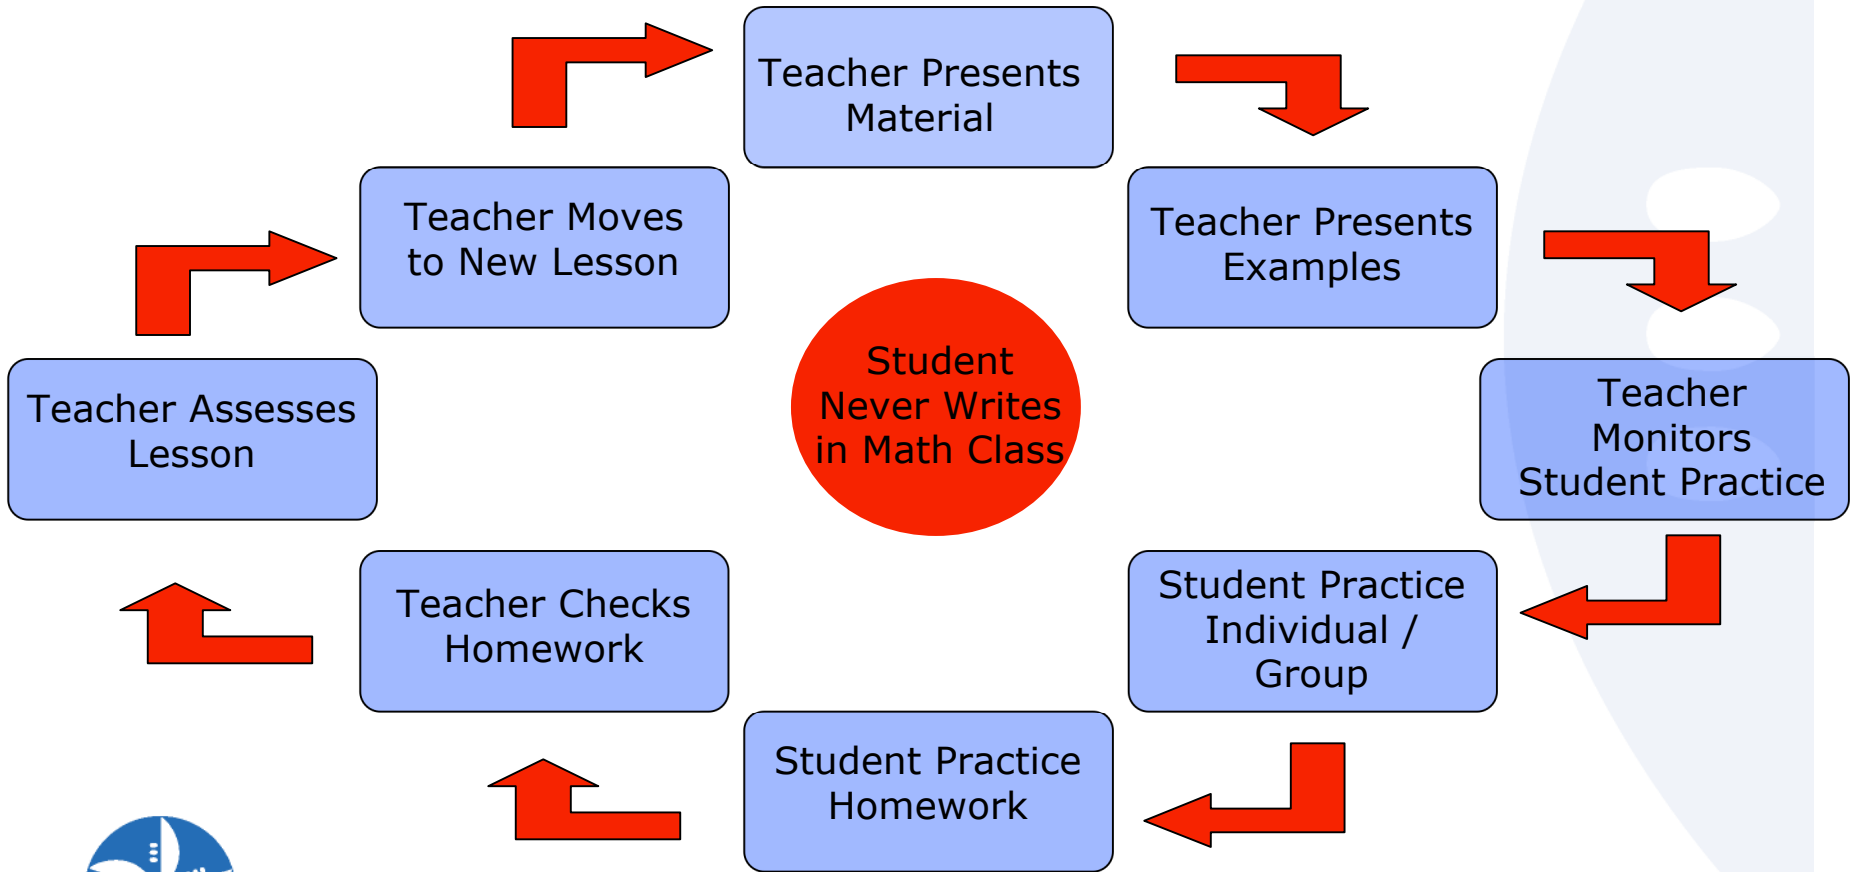 Teacher Presents
Material
Teacher Presents
Examples
Teacher
Monitors
Student Practice
Student Practice
Individual /
Group
Student Practice
Homework
Teacher Checks
Homework
Teacher Assesses
Lesson
Teacher Moves
to New Lesson
Student
Never Writes
in Math Class